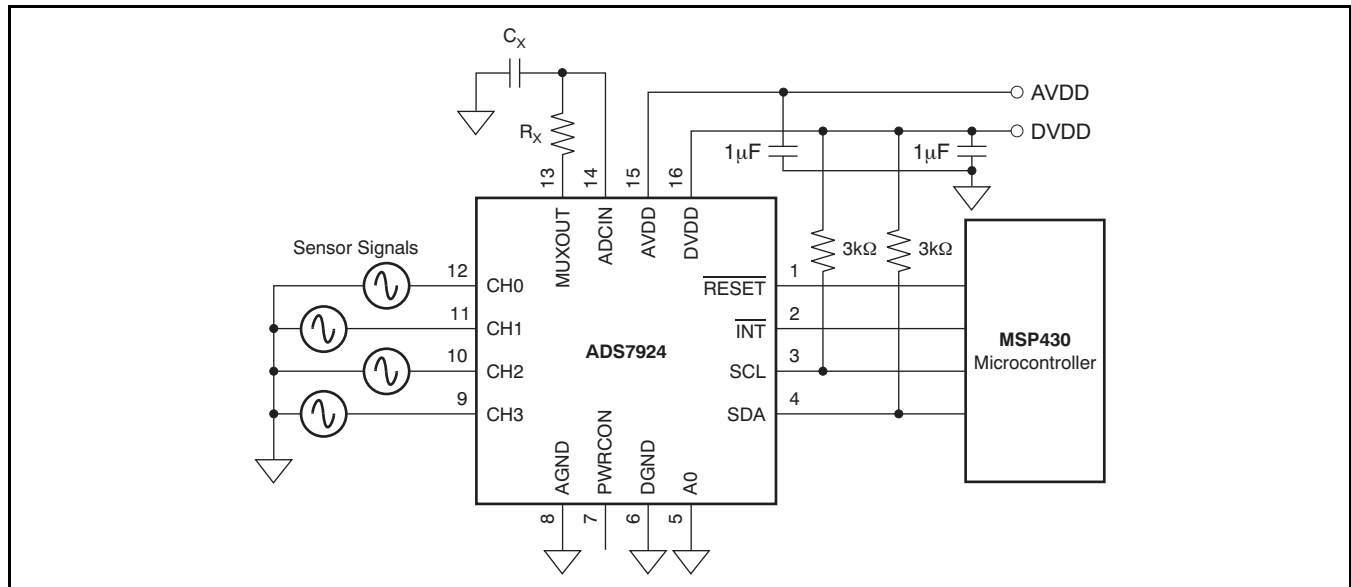 C_X
AVDD
DVDD
R_X
1µF
1µF
13
14
15
16
MUXOUT
ADCIN
AVDD
DVDD
3kΩ
3kΩ
Sensor Signals
12
CH0
11
CH1
10
CH2
9
CH3
ADS7924
RESET
1
INT
2
SCL
3
SDA
4
MSP430
Microcontroller
AGND
PWRCON
DGND
A0
8
7
6
5